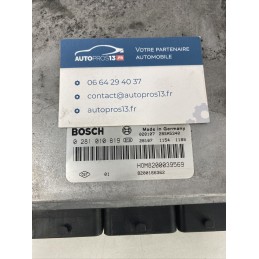 AUTOPROS13.FR
VOTRE PARTENAIRE
AUTOMOBILE
06 64 29 40 37
contact@autopros13.fr
autopros13.fr
BOSCH
Made in Germany
0 281 010 819
HOM8200039569
01